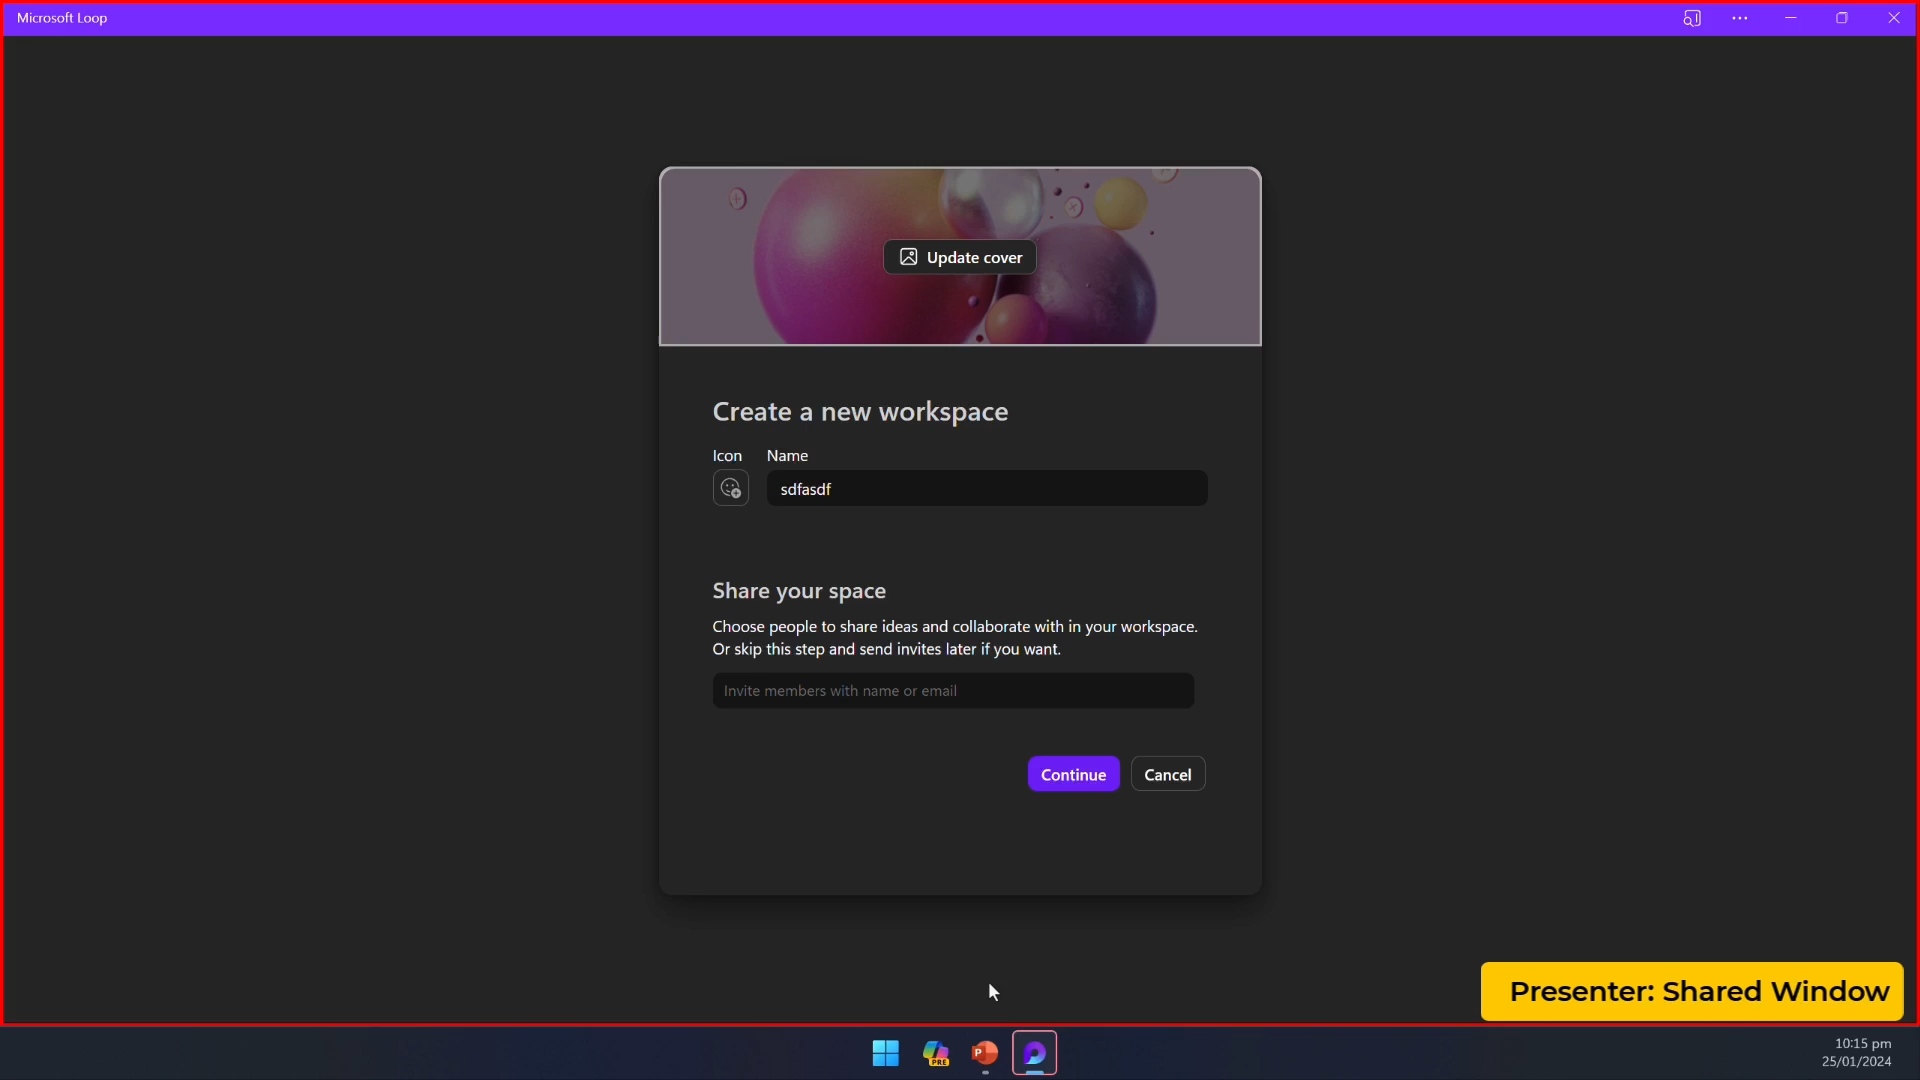 Microsoft Loop
Update cover
Create a new workspace
Icon Name
sdfasdf
Share your space
Choose people to share ideas and collaborate with in your workspace.
Or skip this step and send invites later if you want.
Invite members with name or email
Continue Cancel
Presenter: Shared Window
PRE
P
10:15 pm
25/01/2024